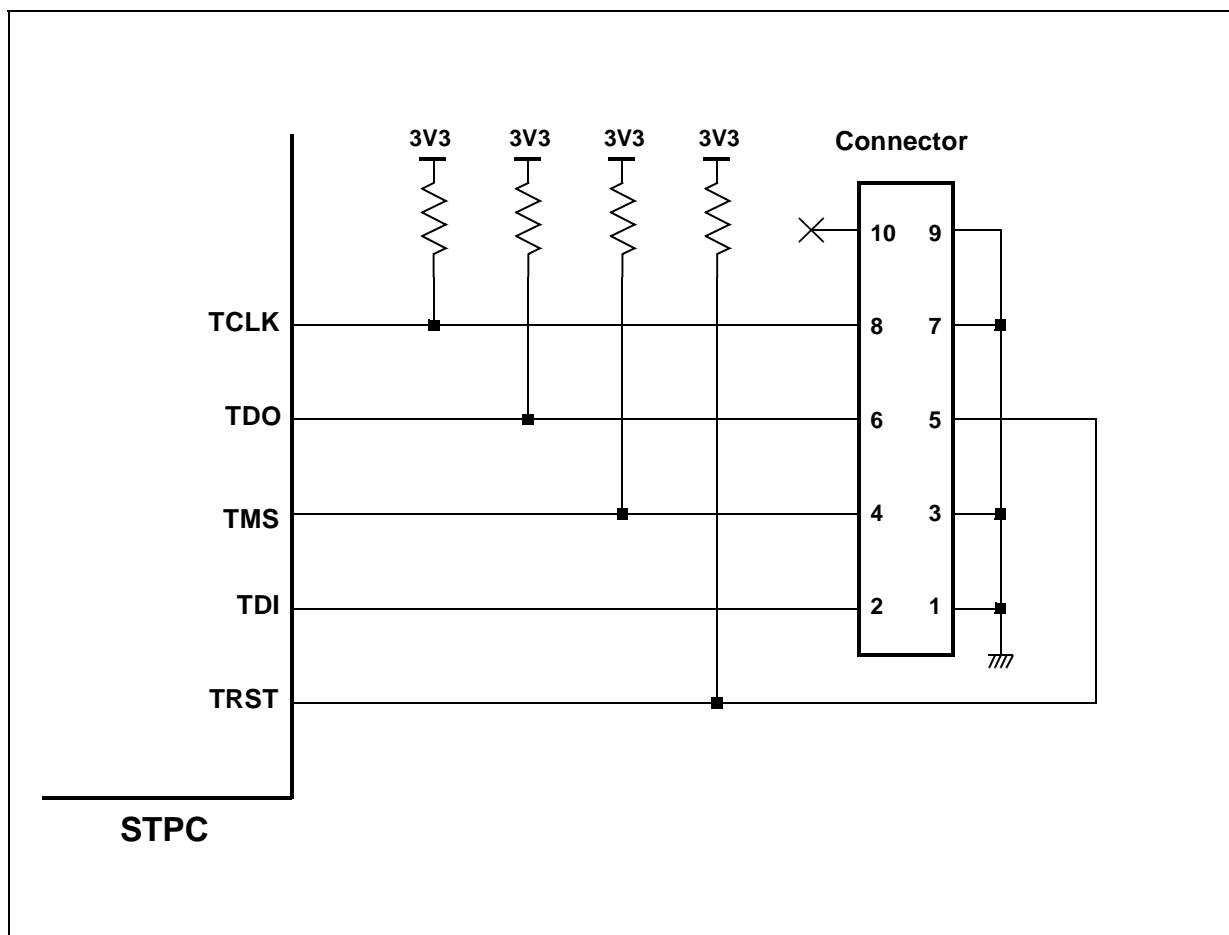 3V3 3V3 3V3 3V3
Connector
10 9
TCLK 8 7
TDO 6 5
TMS 4 3
TDI 2 1
TRST
STPC